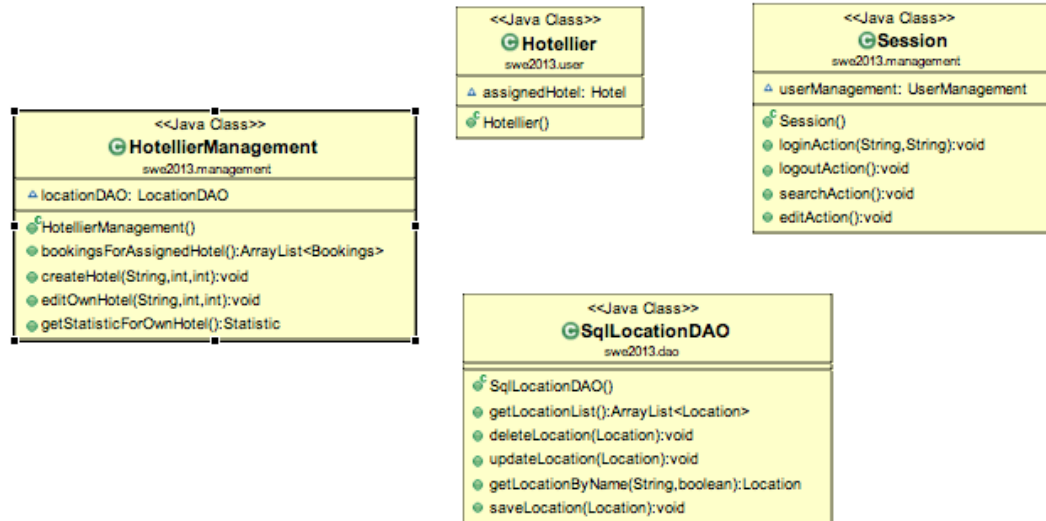 <<Java Class>>
Hotellier
swe2013.user
assignedHotel: Hotel
Hotellier()
<<Java Class>>
Session
swe2013.management
userManagement: UserManagement
Session()
loginAction(String,String):void
logoutAction():void
searchAction():void
editAction():void
<<Java Class>>
HotellierManagement
swe2013.management
locationDAO: LocationDAO
HotellierManagement()
bookingsForAssignedHotel():ArrayList<Bookings>
createHotel(String,int,int):void
editOwnHotel(String,int,int):void
getStatisticForOwnHotel():Statistic
<<Java Class>>
SqlLocationDAO
swe2013.dao
SqlLocationDAO()
getLocationList():ArrayList<Location>
deleteLocation(Location):void
updateLocation(Location):void
getLocationByName(String,boolean):Location
saveLocation(Location):void